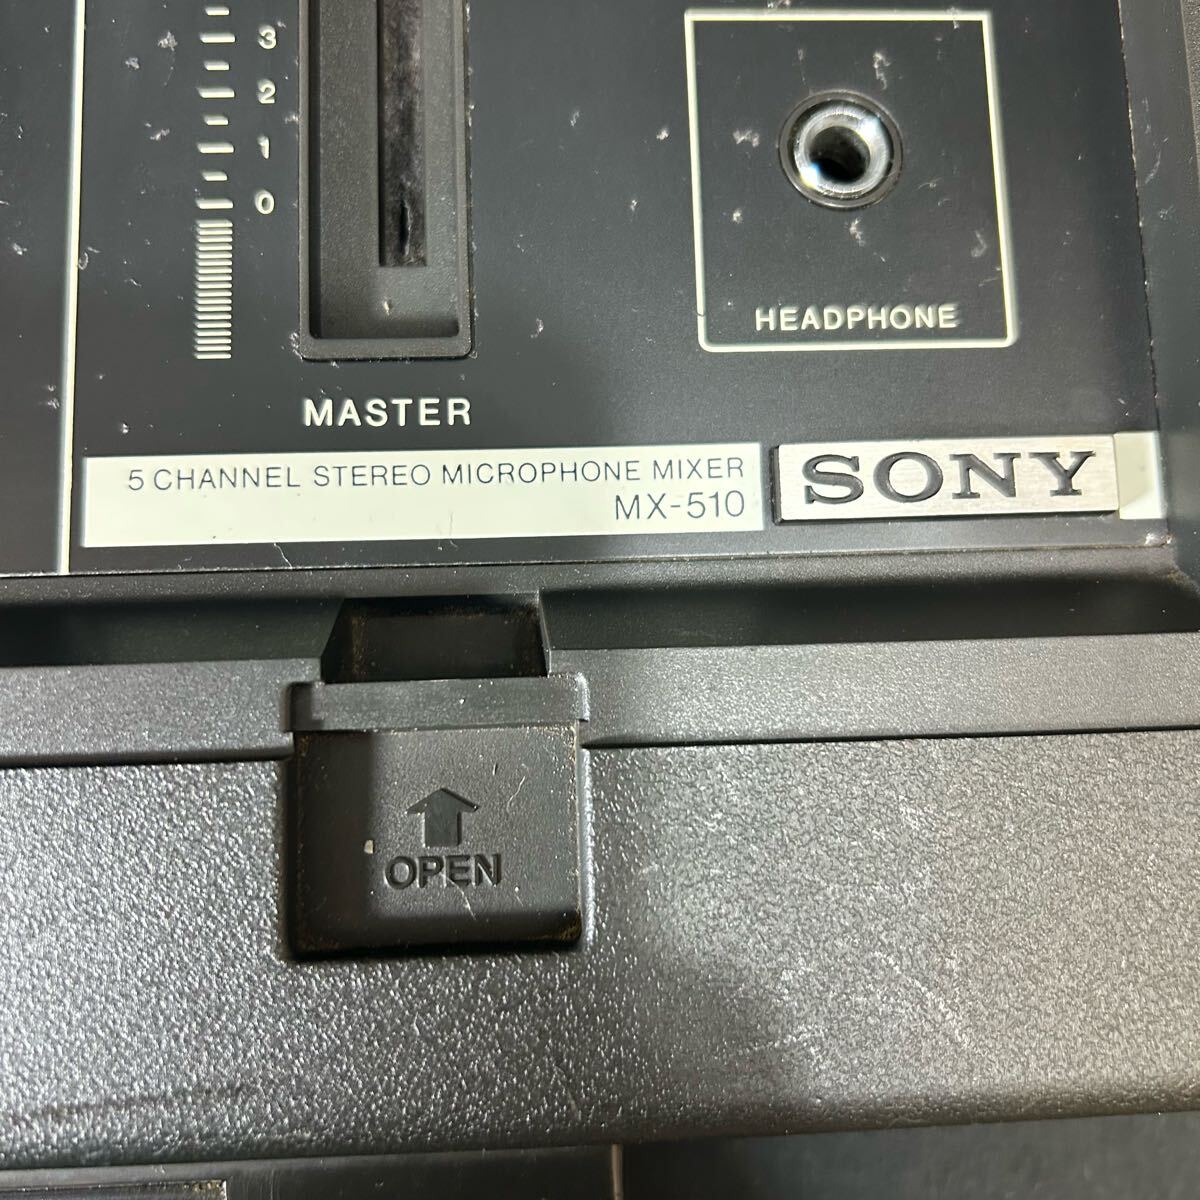 3
2
1
0
HEADPHONE
MASTER
5 CHANNEL STEREO MICROPHONE MIXER
MX-510
SONY
OPEN